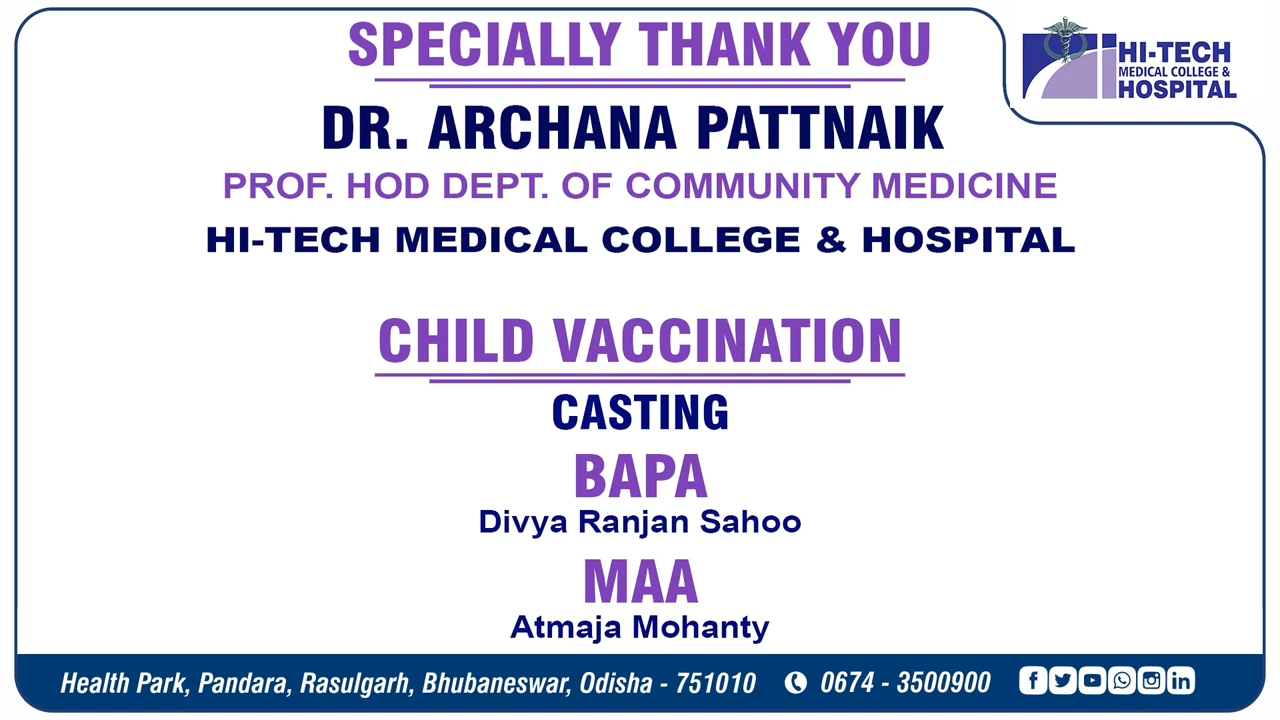 SPECIALLY THANK YOU
HI-TECH
MEDICAL COLLEGE &
HOSPITAL
DR. ARCHANA PATTNAIK
PROF. HOD DEPT. OF COMMUNITY MEDICINE
HI-TECH MEDICAL COLLEGE & HOSPITAL
CHILD VACCINATION
CASTING
BAPA
Divya Ranjan Sahoo
MAA
Atmaja Mohanty
Health Park, Pandara, Rasulgarh, Bhubaneswar, Odisha - 751010 0674 - 3500900